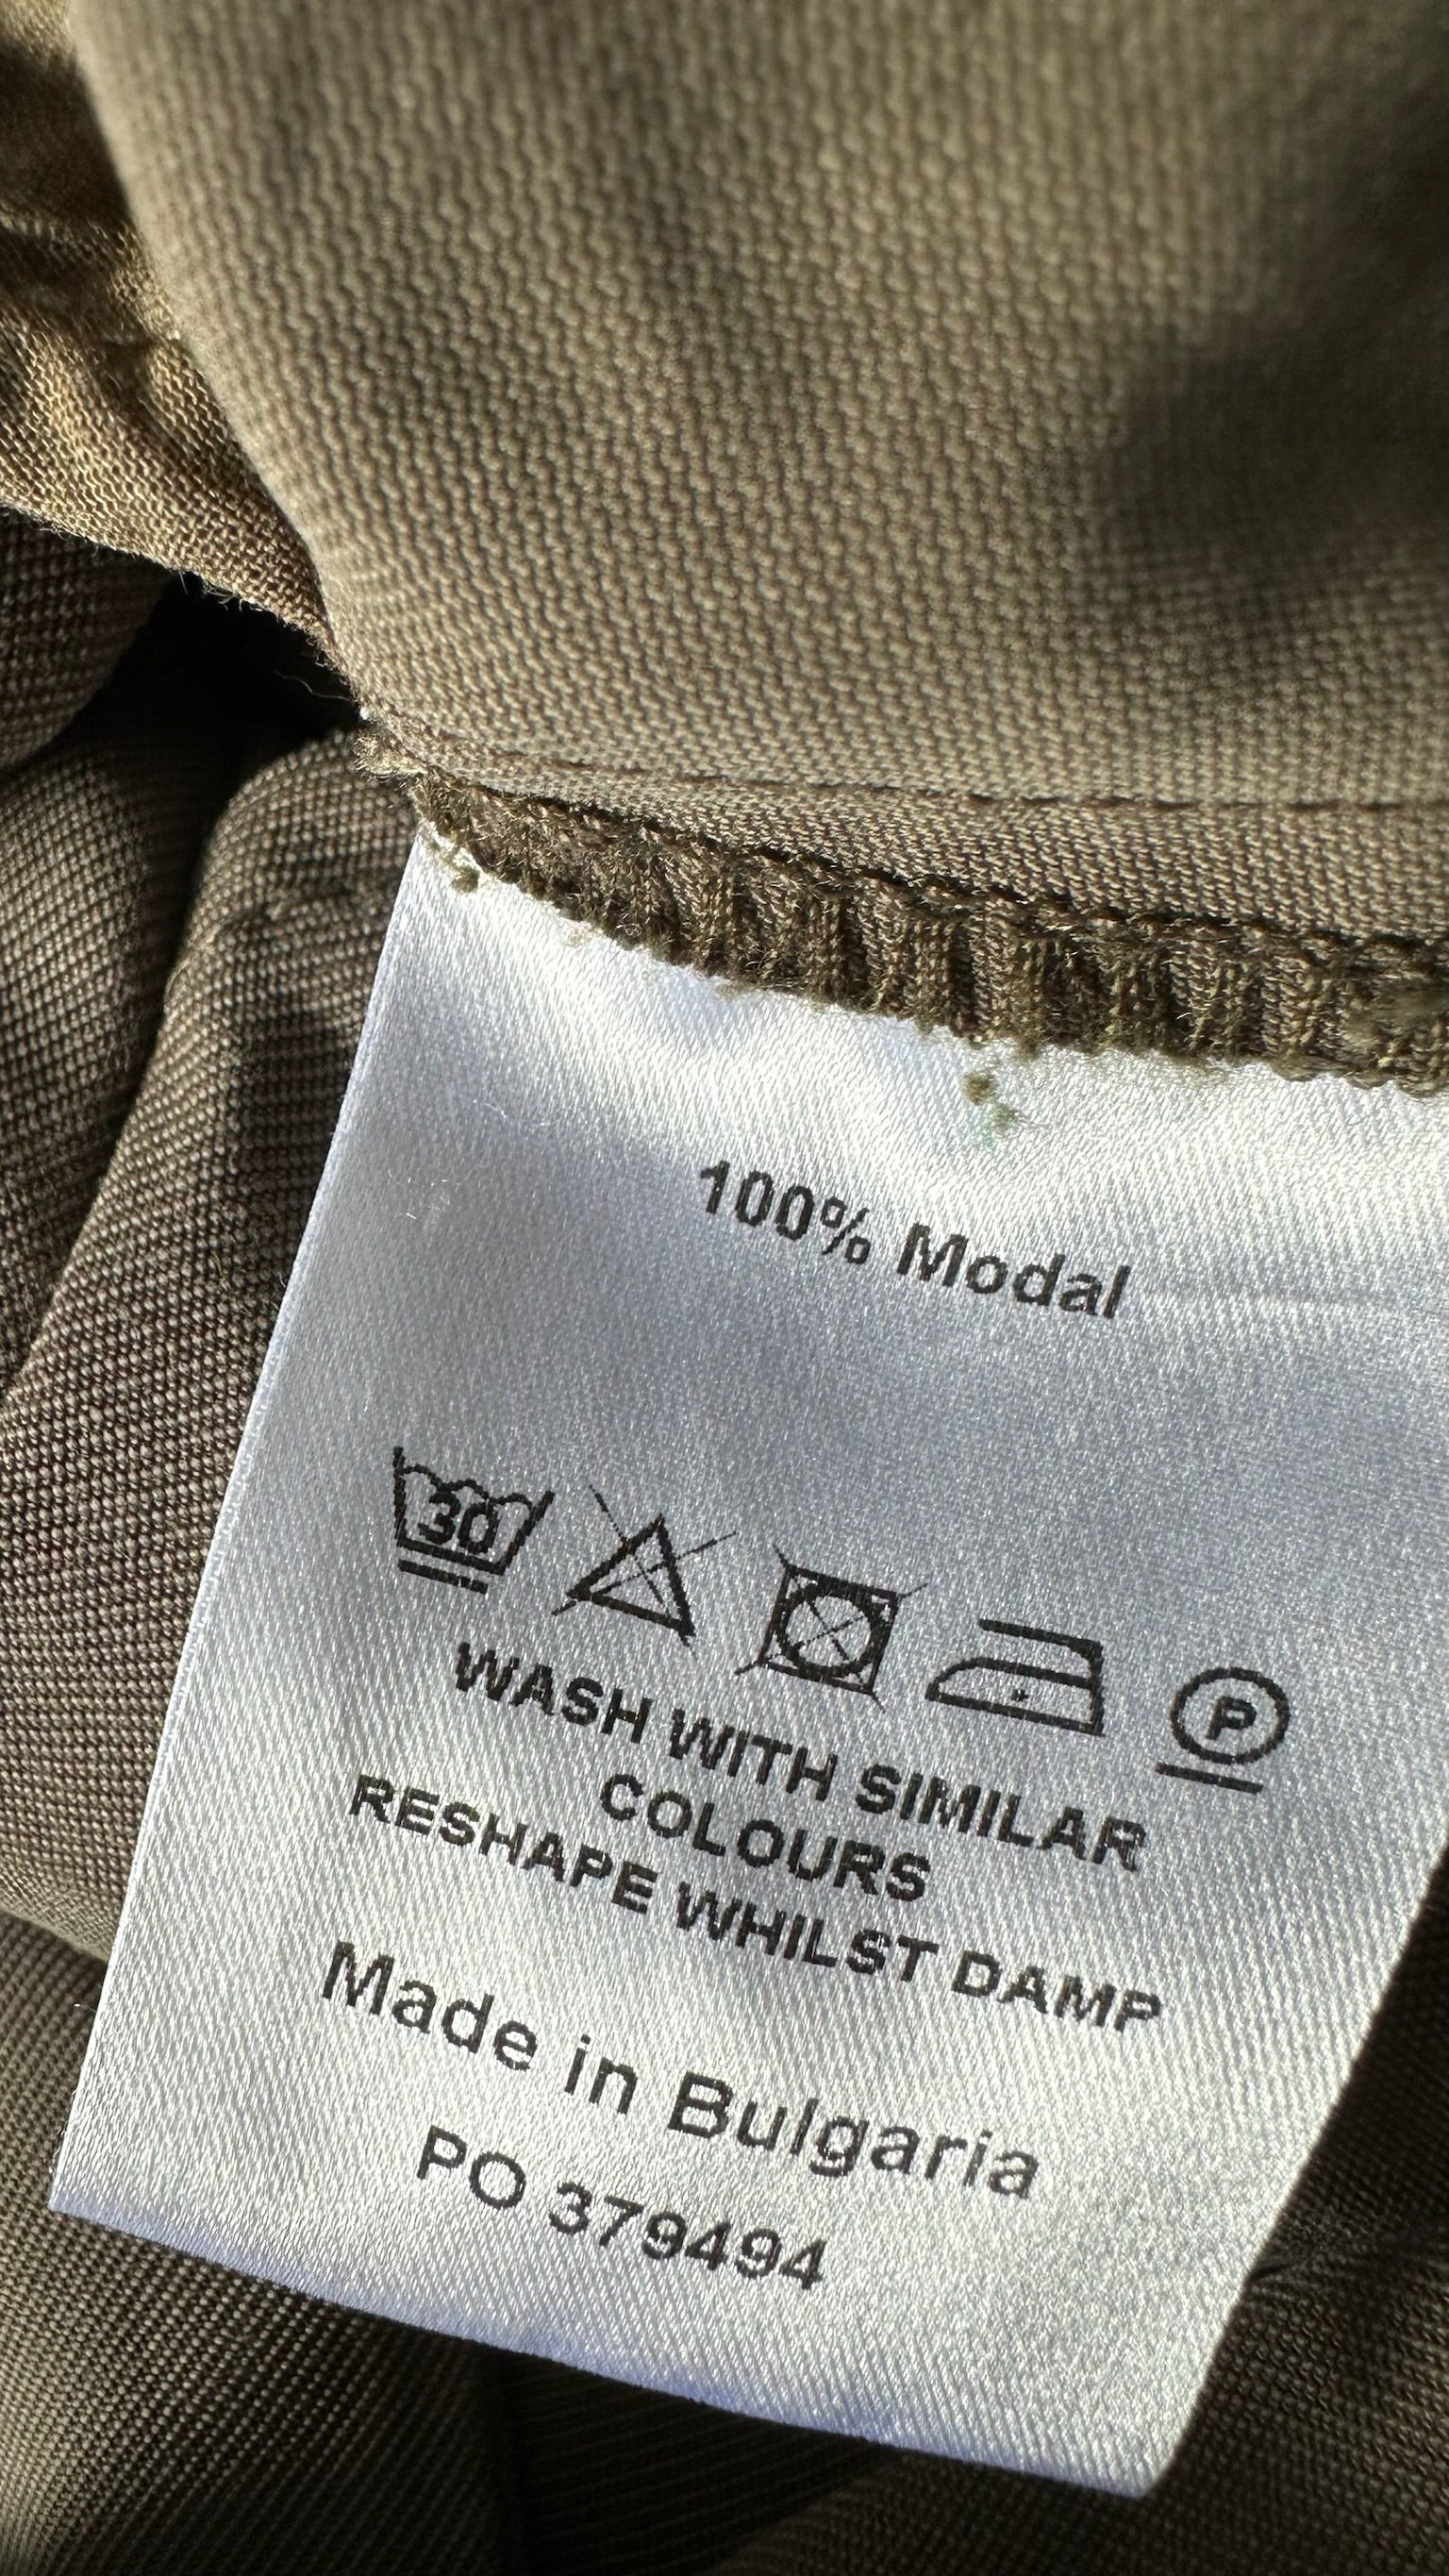 100% Modal
30
P
WASH WITH SIMILAR
COLOURS
RESHAPE WHILST DAMP
Made in Bulgaria
PO 379494